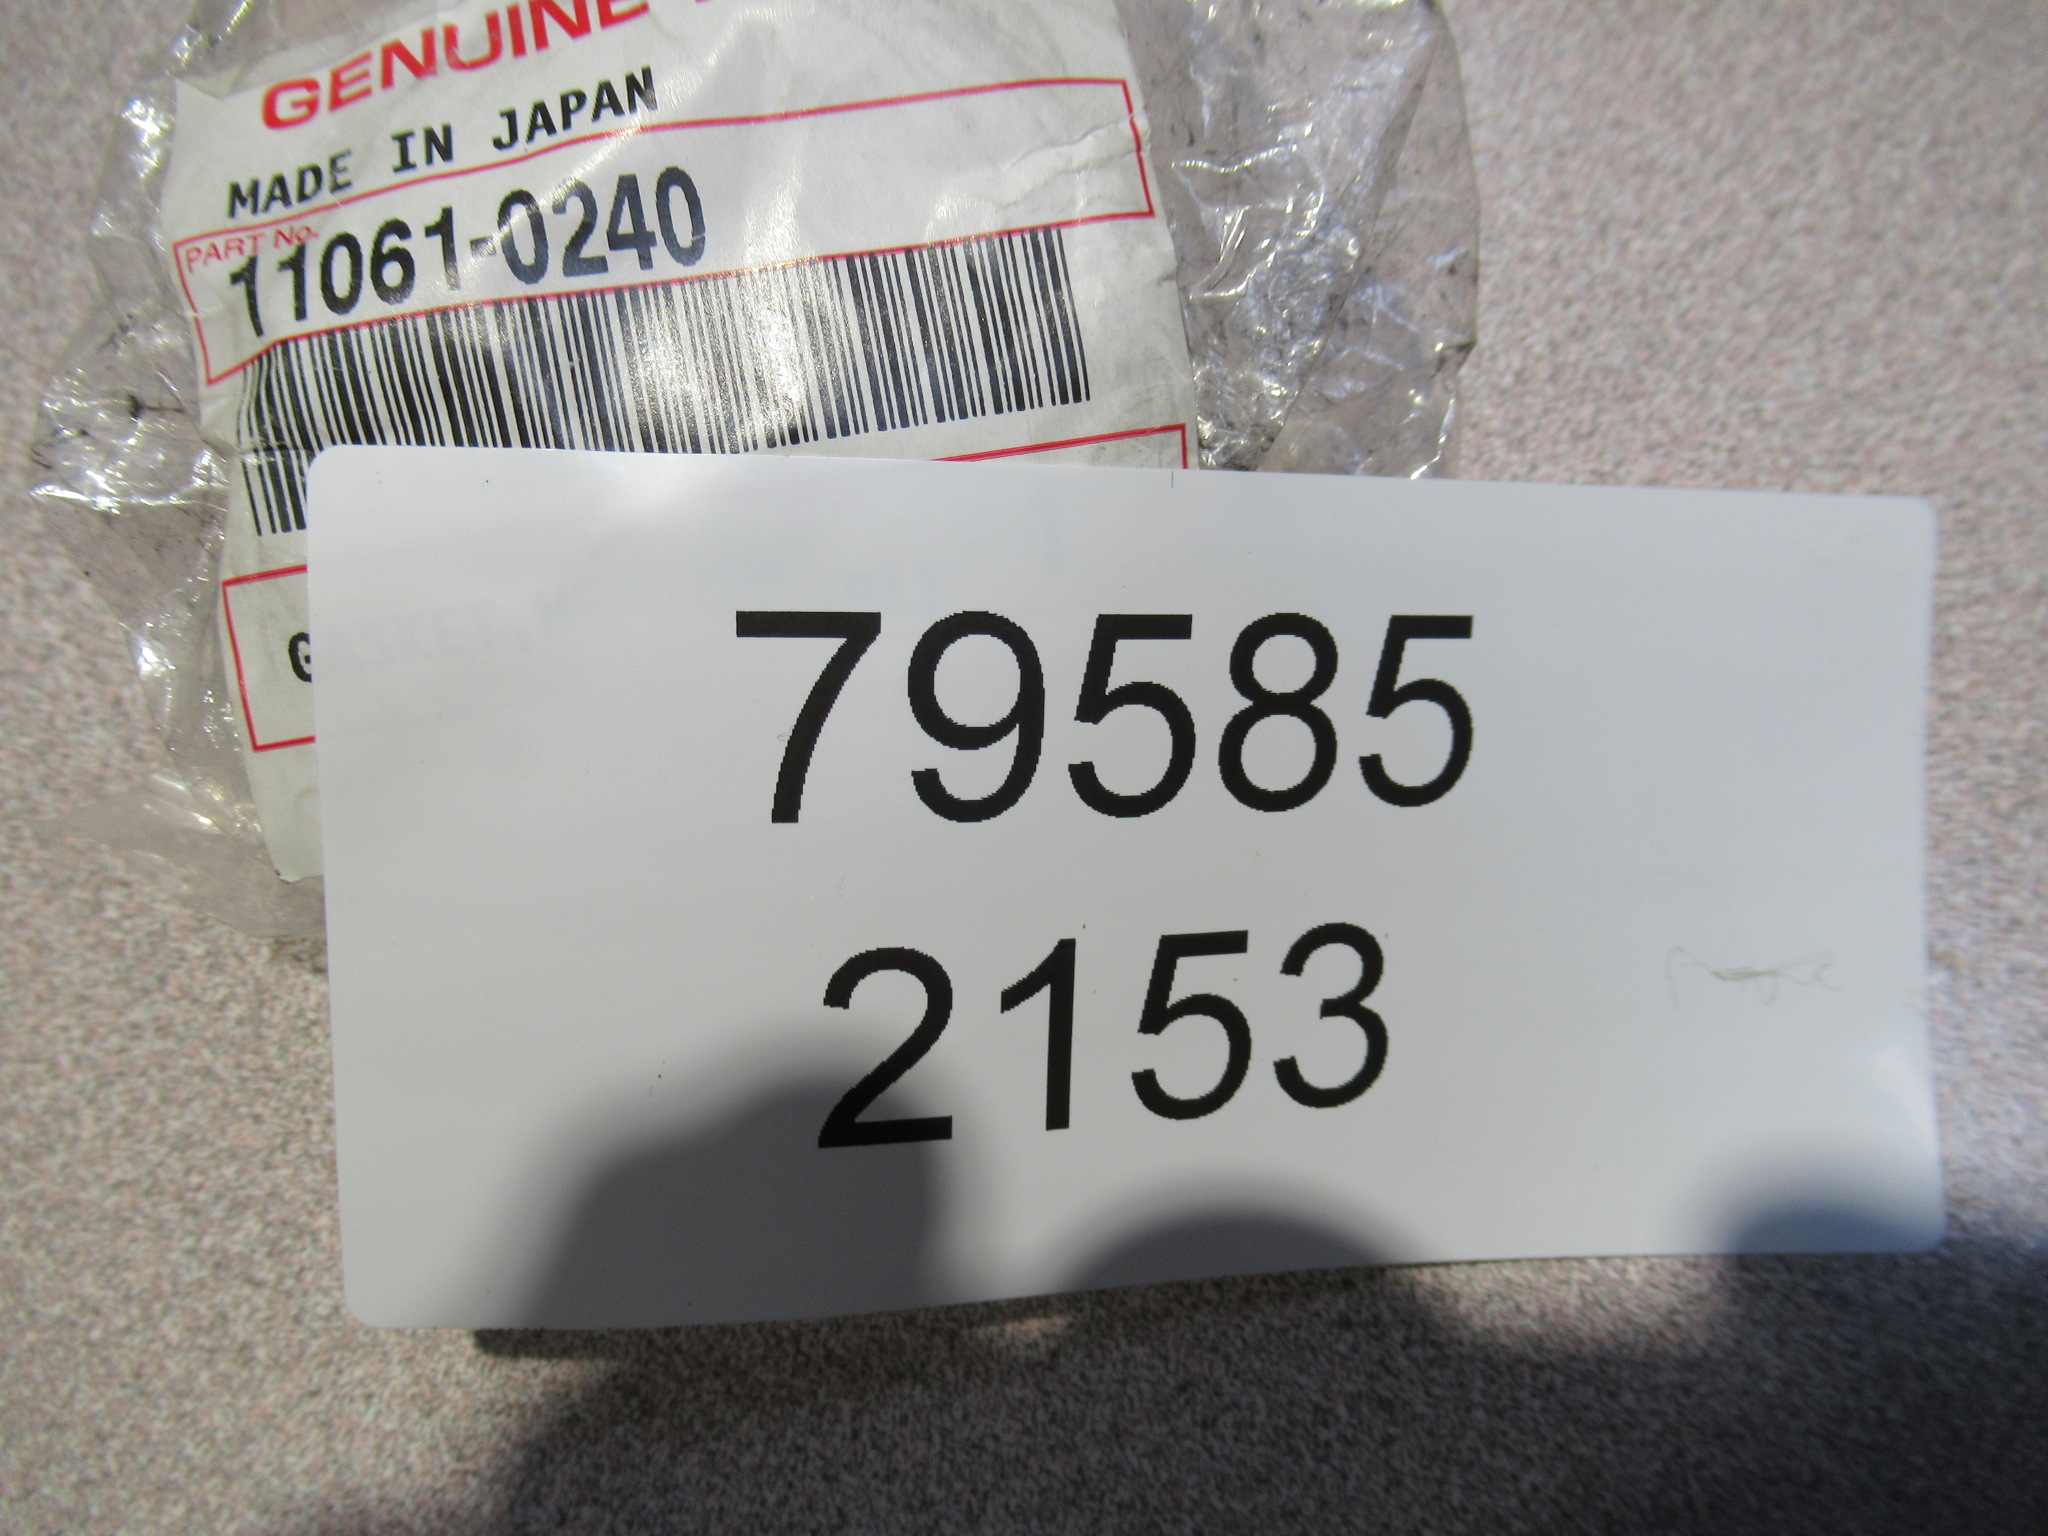 GENUINE
MADE IN JAPAN
PART No.
11061-0240
79585
2153